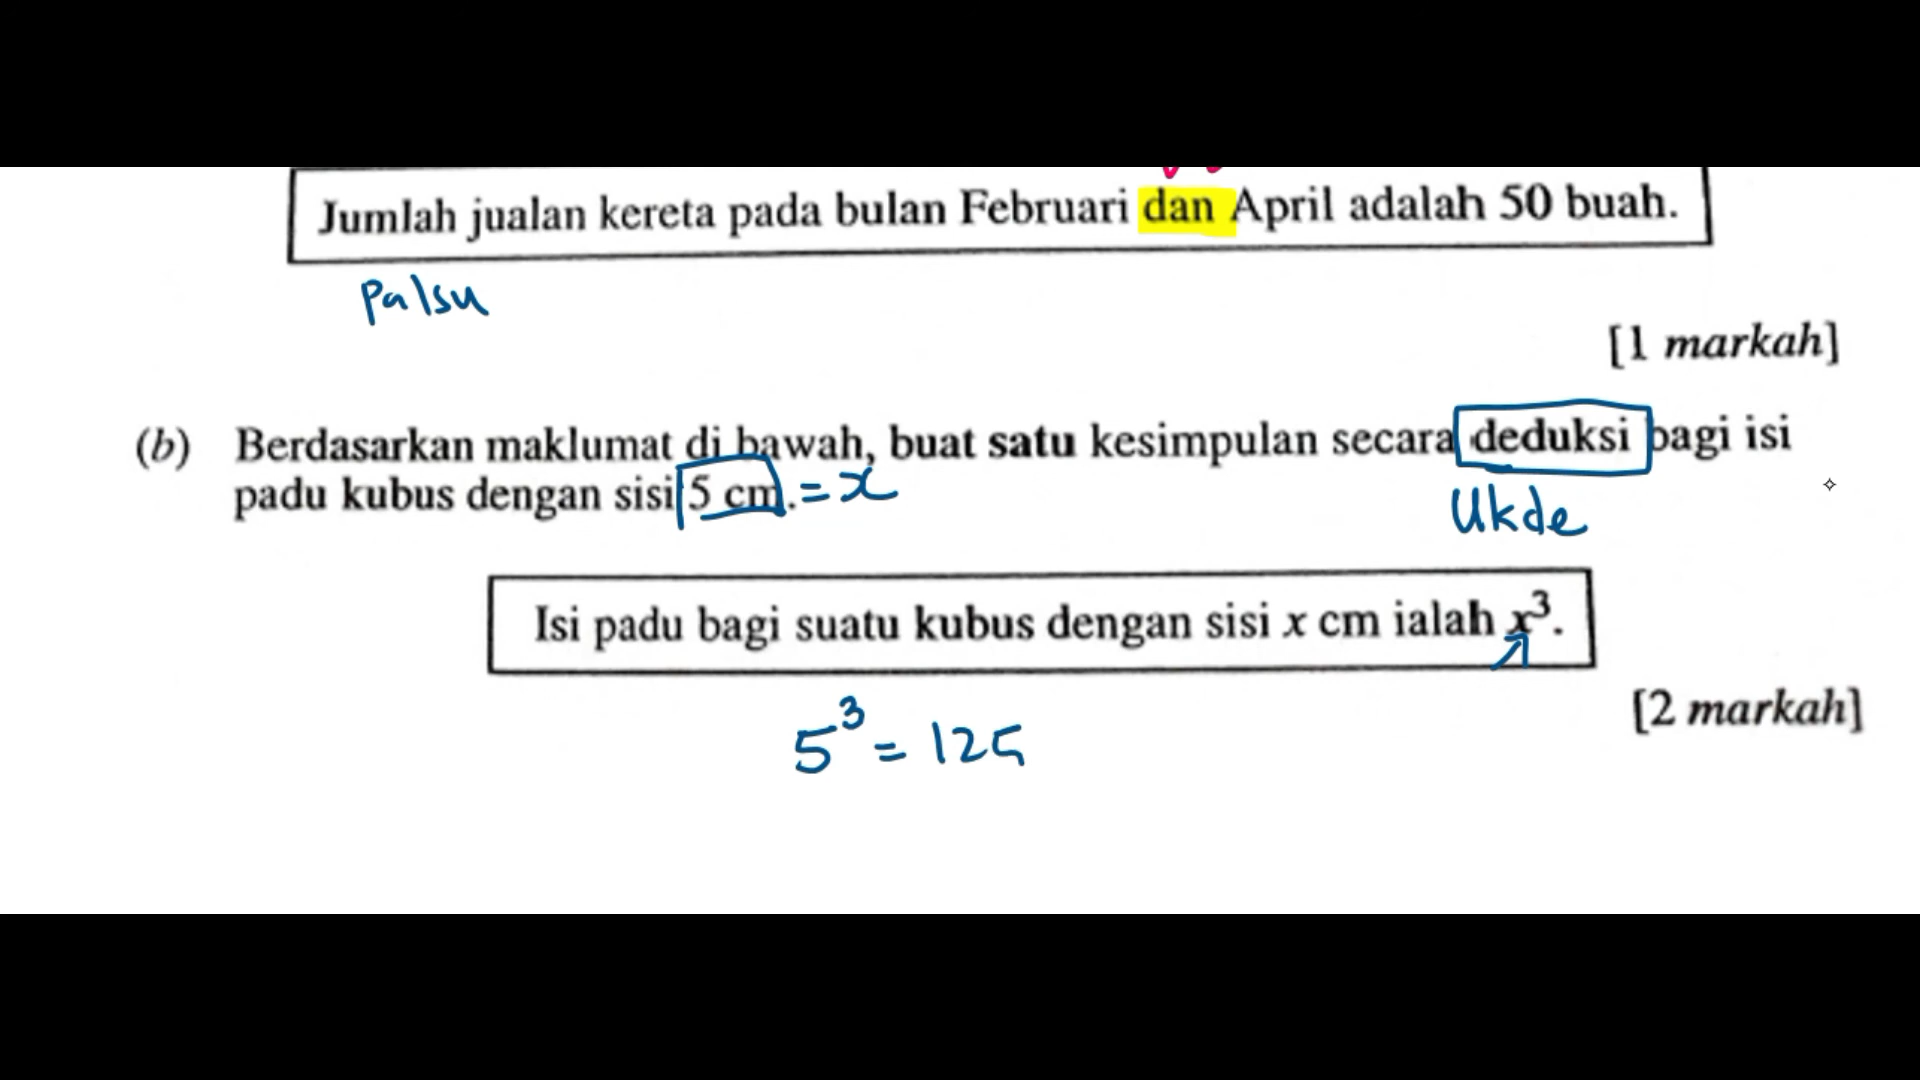 Jumlah jualan kereta pada bulan Februari dan April adalah 50 buah.
Palsu
[1 markah]
(b) Berdasarkan maklumat di bawah, buat satu kesimpulan secara deduksi bagi isi
padu kubus dengan sisi 5 cm. = x
Ukde
Isi padu bagi suatu kubus dengan sisi x cm ialah x³.
[2 markah]
5³ = 125